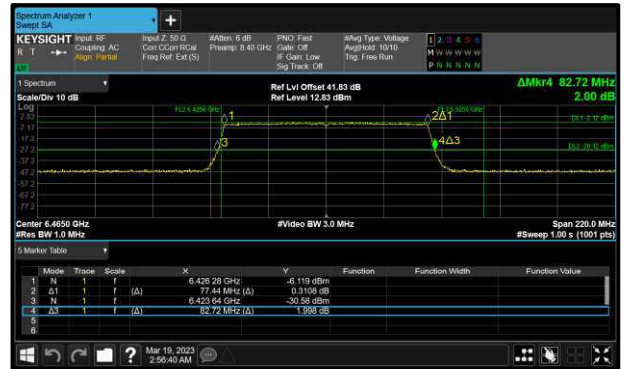 Spectrum Analyzer 1
Swept SA
+
KEYSIGHT Input: RF Input Z: 50 Ω #Atten: 6 dB PNO: Fast #Avg Type: Voltage 1 2 3 4 5 6
R T Coupling: AC Corr CCorr RCal Preamp: 8.40 GHz Gate: Off Avg|Hold: 10/10 M W W W W W
Align: Partial Freq Ref: Ext (S) IF Gain: Low Trig: Free Run P N N N N N
Sig Track: Off
1 Spectrum Ref Lvl Offset 41.83 dB ΔMkr4 82.72 MHz
Scale/Div 10 dB Ref Level 12.83 dBm 2.00 dB
Log
2.83 1 2Δ1
-7.17
-17.2
-27.2 3 4Δ3
-37.2
-47.2
-57.2
-67.2
-77.2
Center 6.4650 GHz #Video BW 3.0 MHz Span 220.0 MHz
#Res BW 1.0 MHz #Sweep 1.00 s (1001 pts)
5 Marker Table
Mode Trace Scale X Y Function Function Width Function Value
1 N 1 f 6.426 28 GHz -6.119 dBm
2 Δ1 1 f (Δ) 77.44 MHz (Δ) 0.3108 dB
3 N 1 f 6.423 64 GHz -30.58 dBm
4 Δ3 1 f (Δ) 82.72 MHz (Δ) 1.998 dB
5
6
? Mar 19, 2023
2:56:40 AM